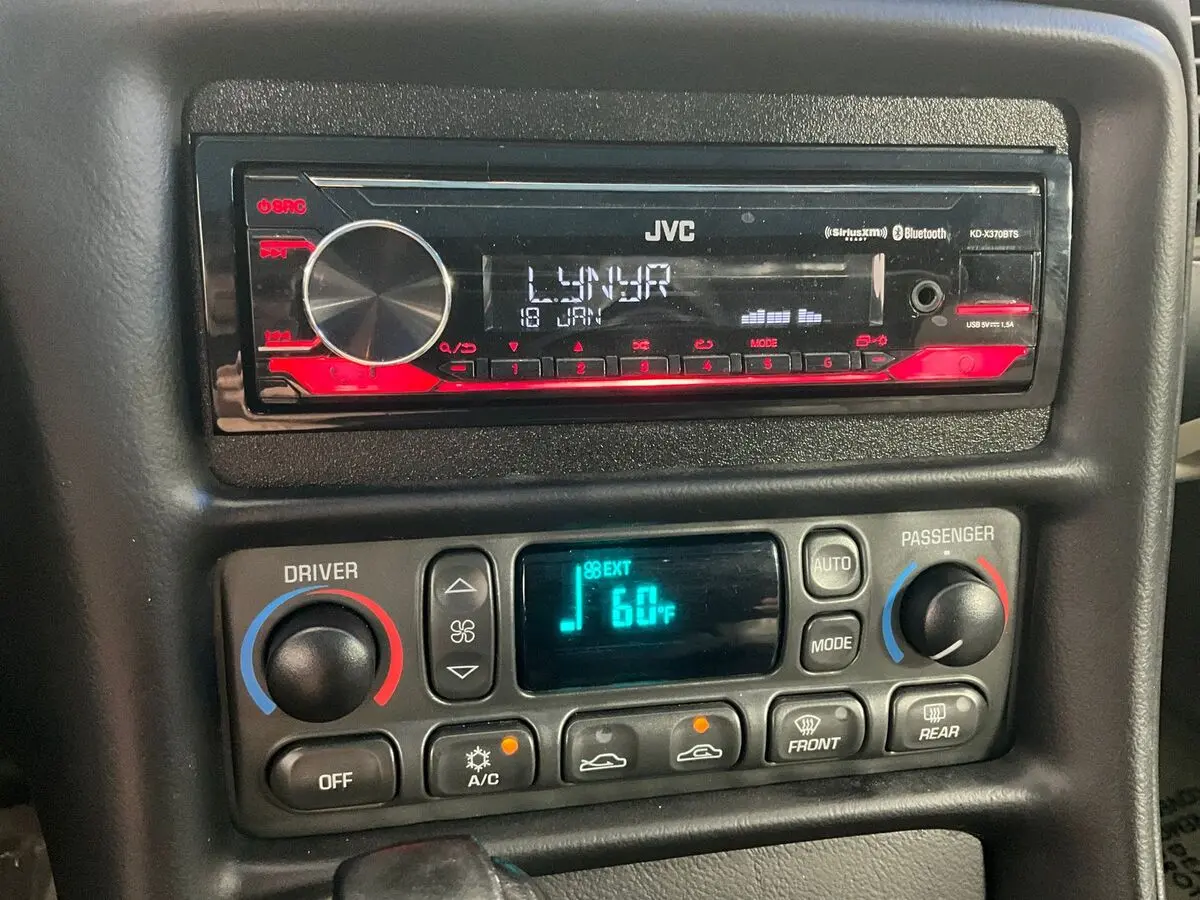 SRC
JVC
((SiriusXM))
READY
Bluetooth
KD-X370BTS
LYNYR
18 JAN
USB 5V 1.5A
MODE
1 2 3 4 5 6
DRIVER
EXT
60°F
AUTO
MODE
PASSENGER
OFF
A/C
FRONT
REAR